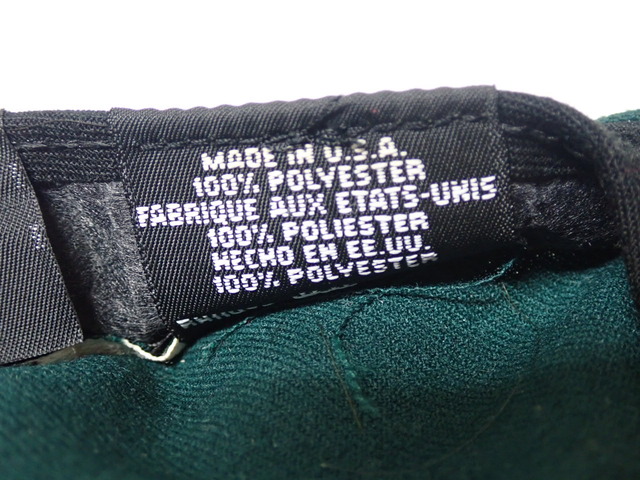 MADE IN U.S.A.
100% POLYESTER
FABRIQUE AUX ETATS-UNIS
100% POLIESTER
HECHO EN EE.UU.
100% POLYESTER